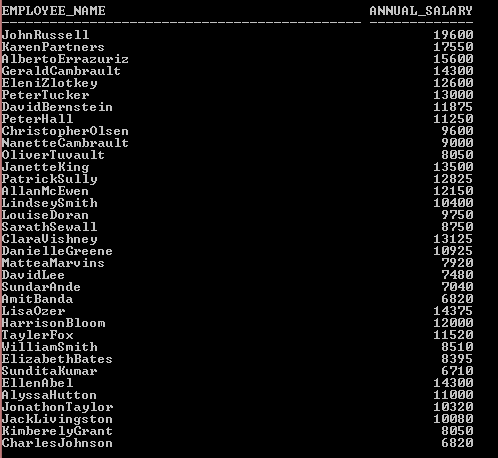 EMPLOYEE_NAME ANNUAL_SALARY
JohnRussell 19600
KarenPartners 17550
AlbertoErrazuriz 15600
GeraldCambrault 14300
EleniZlotkey 12600
PeterTucker 13000
DavidBernstein 11875
PeterHall 11250
ChristopherOlsen 9600
NanetteCambrault 9000
OliverTuvault 8050
JanetteKing 13500
PatrickSully 12825
AllanMcEwen 12150
LindseySmith 10400
LouiseDoran 9750
SarathSewall 8750
ClaraVishney 13125
DanielleGreene 10925
MatteaMarvins 7920
DavidLee 7480
SundarAnde 7040
AmitBanda 6820
LisaOzer 14375
HarrisonBloom 12000
TaylerFox 11520
WilliamSmith 8510
ElizabethBates 8395
SunditaKumar 6710
EllenAbel 14300
AlyssaHutton 11000
JonathonTaylor 10320
JackLivingston 10080
KimberelyGrant 8050
CharlesJohnson 6820